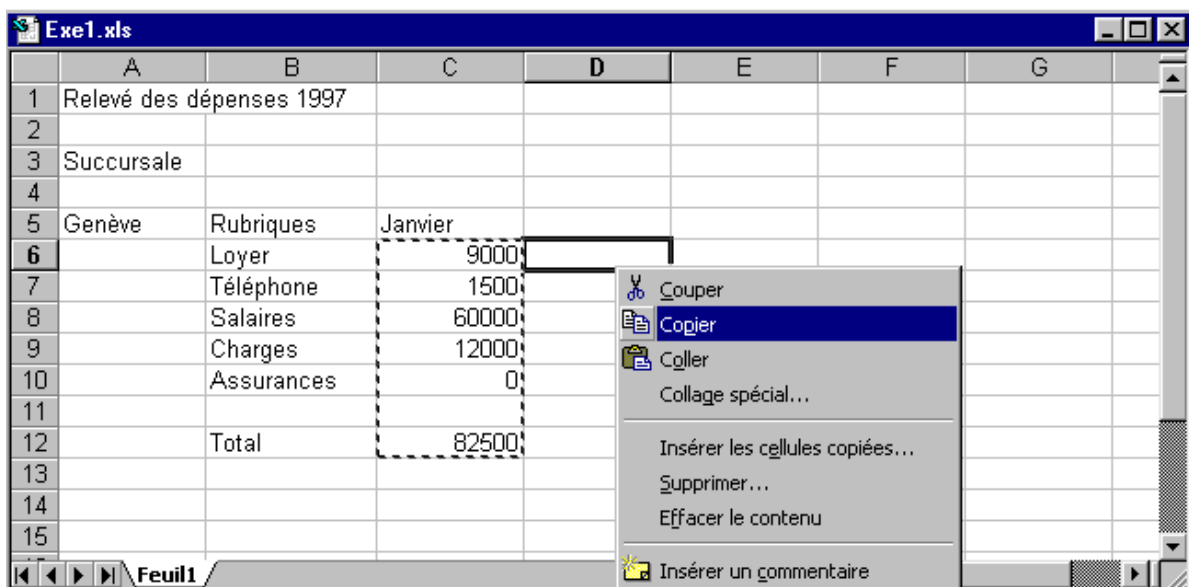 Exe1.xls
A B C D E F G
1 Relevé des dépenses 1997
2
3 Succursale
4
5 Genève Rubriques Janvier
6 Loyer 9000
7 Téléphone 1500
8 Salaires 60000
9 Charges 12000
10 Assurances 0
11
12 Total 82500
13
14
15
Couper
Copier
Coller
Collage spécial...
Insérer les cellules copiées...
Supprimer...
Effacer le contenu
Insérer un commentaire
Feuil1